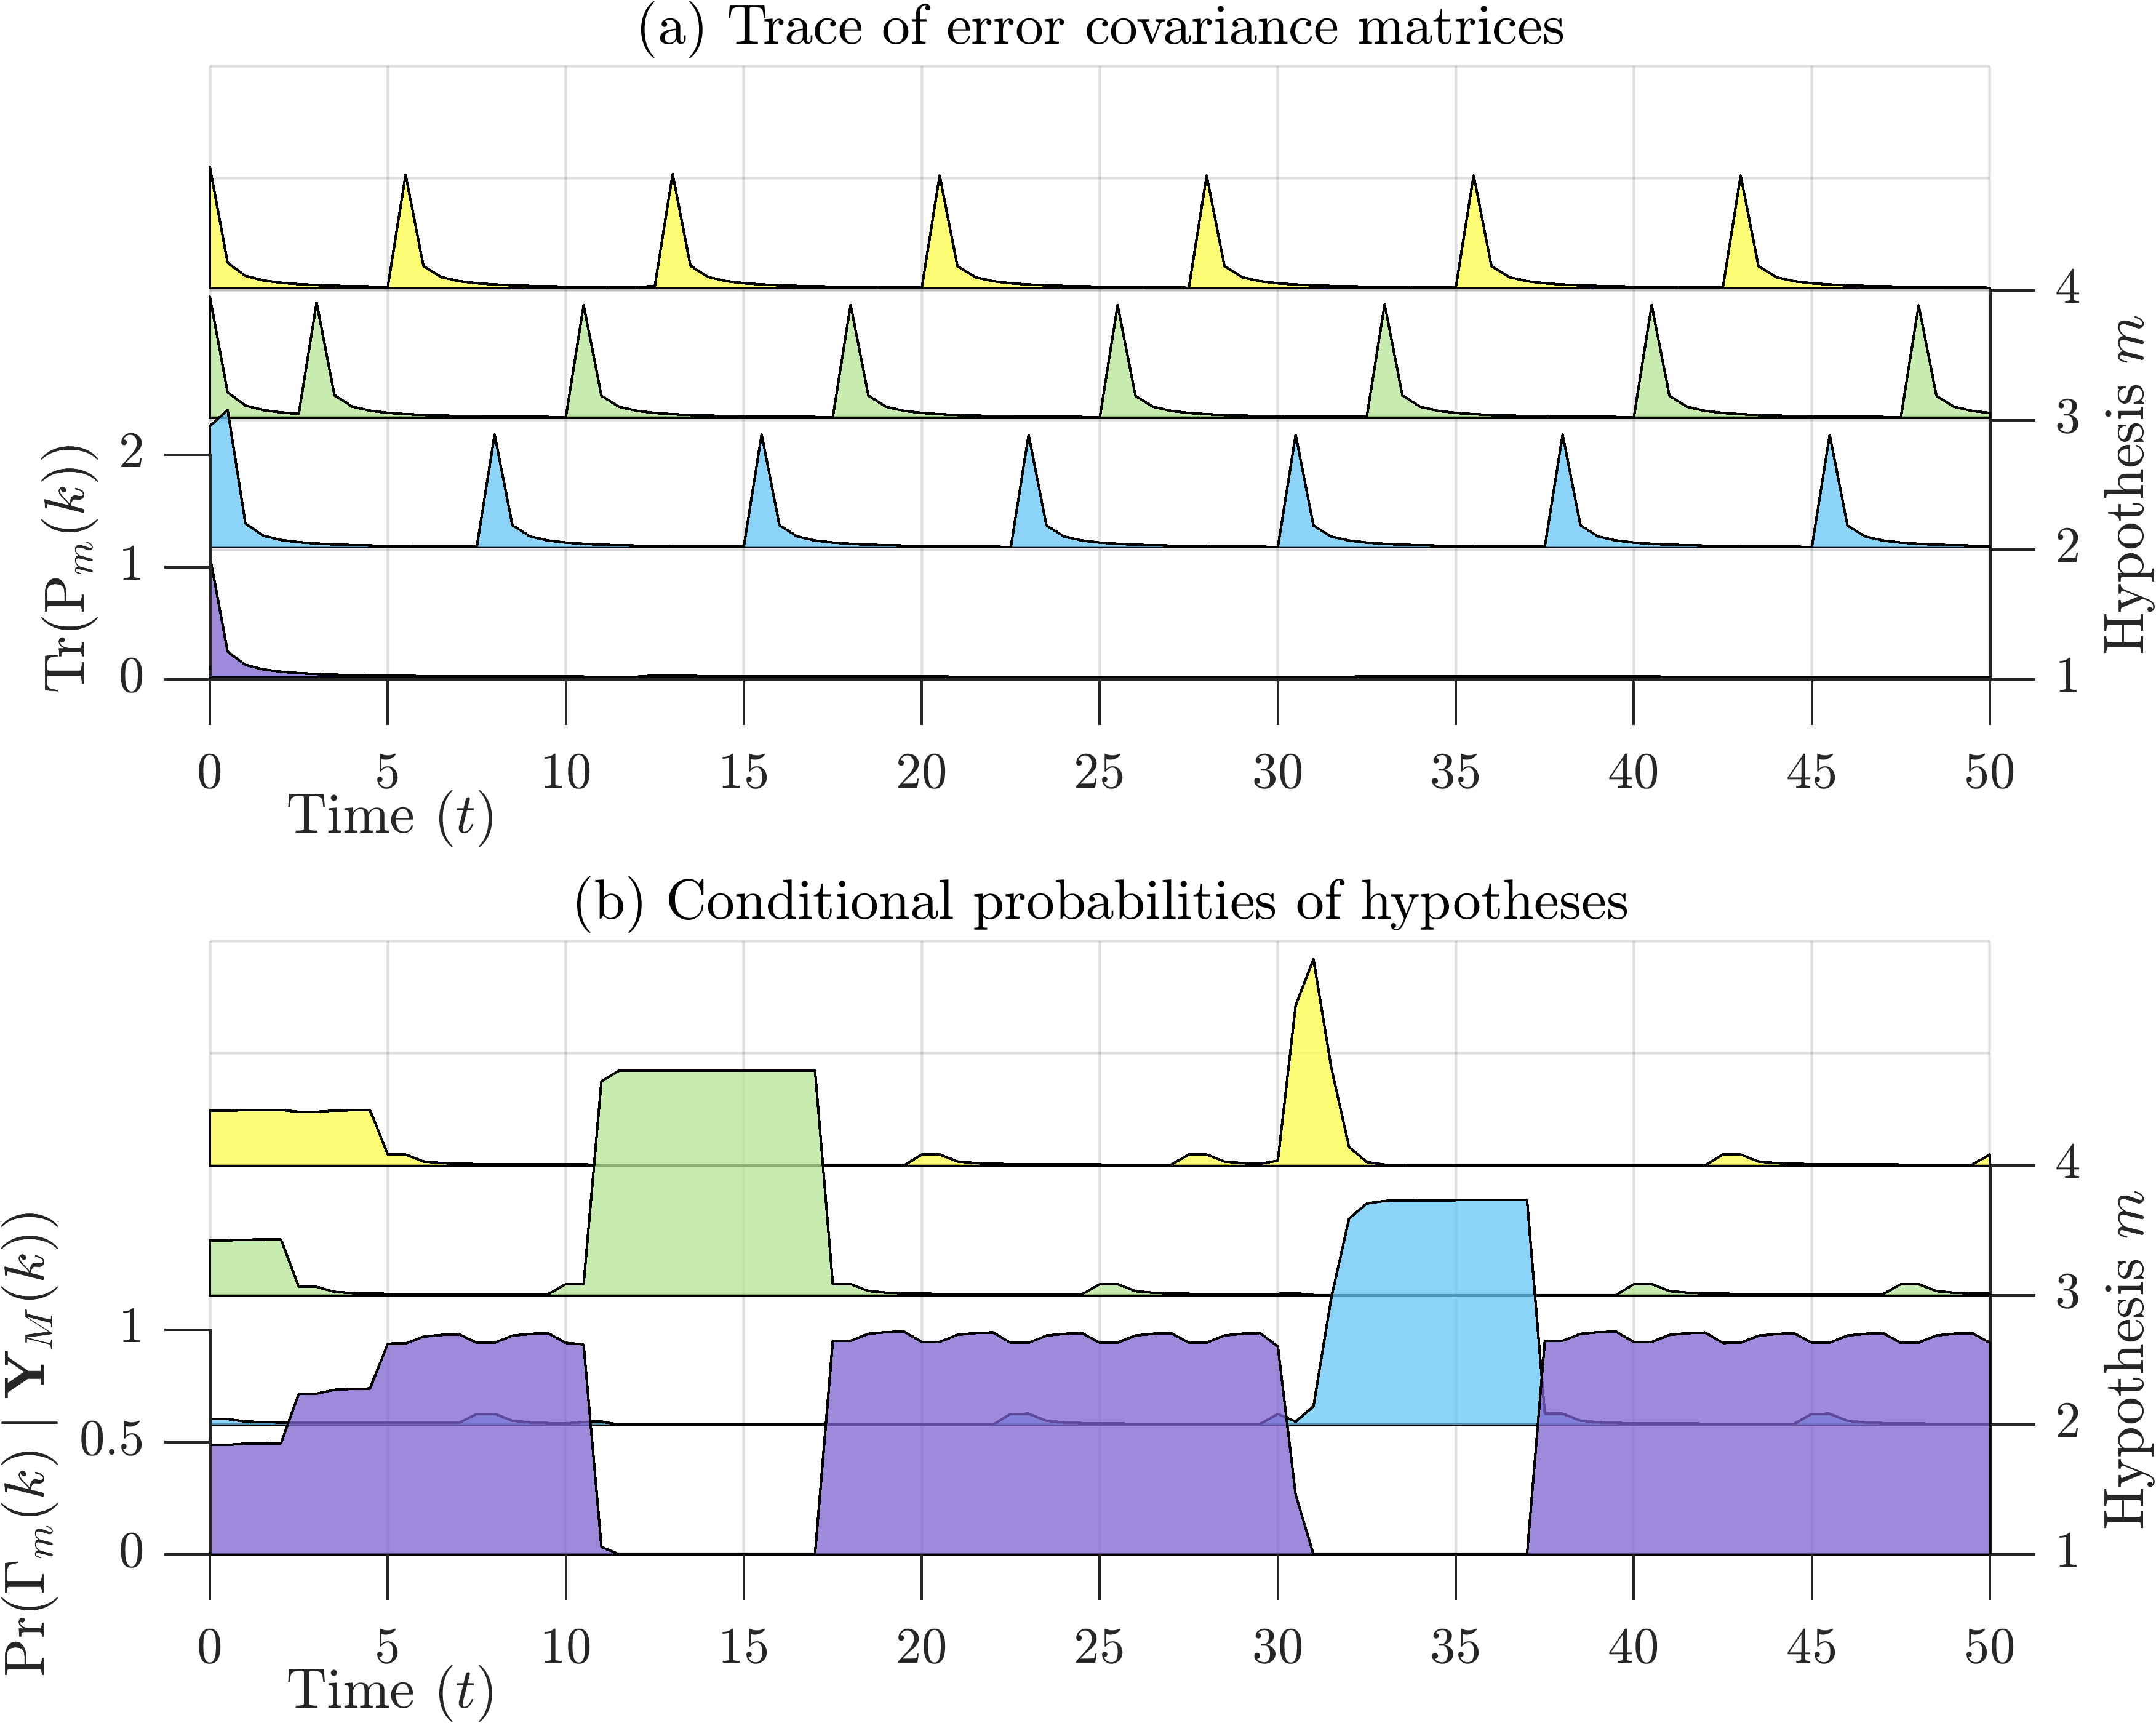 (a) Trace of error covariance matrices
Tr(P_m(k))
2
1
0
4
3
2
1
Hypothesis m
0 5 10 15 20 25 30 35 40 45 50
Time (t)
(b) Conditional probabilities of hypotheses
Pr(Γ_m(k) | Y_M(k))
1
0.5
0
4
3
2
1
Hypothesis m
0 5 10 15 20 25 30 35 40 45 50
Time (t)